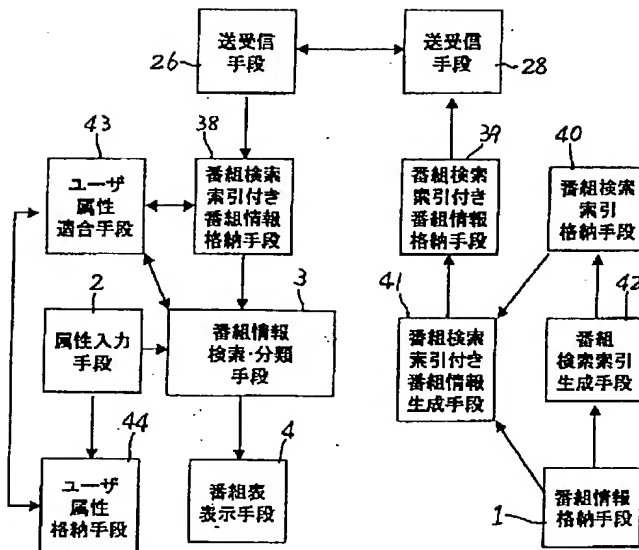 送受信
手段
26
送受信
手段
28
43
ユーザ
属性
適合手段
38
番組検索
索引付き
番組情報
格納手段
39
番組検索
索引付き
番組情報
格納手段
40
番組検索
索引
格納手段
2
属性入力
手段
3
番組情報
検索・分類
手段
41
番組検索
索引付き
番組情報
生成手段
42
番組
検索索引
生成手段
44
ユーザ
属性
格納手段
4
番組表
表示手段
1
番組情報
格納手段